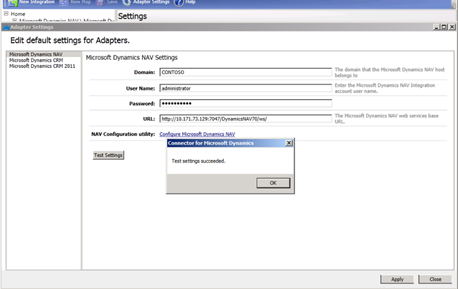 New Integration New Map Save Adapter Settings Help
Home
Settings
Microsoft Dynamics NAV
Adapter Settings
Edit default settings for Adapters.
Microsoft Dynamics NAV
Microsoft Dynamics CRM
Microsoft Dynamics CRM 2011
Microsoft Dynamics NAV Settings
Domain: CONTOSO
The domain that the Microsoft Dynamics NAV host
belongs to
User Name: administrator
Enter the Microsoft Dynamics NAV Integration
account user name.
Password: ••••••••••
URL: http://10.171.73.129:7047/DynamicsNAV70/ws/
The Microsoft Dynamics NAV web services base
URL.
NAV Configuration utility: Configure Microsoft Dynamics NAV
Test Settings
Connector for Microsoft Dynamics
Test settings succeeded.
OK
Apply Close